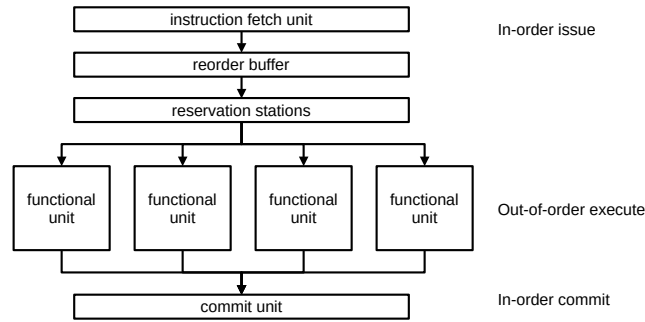 instruction fetch unit
In-order issue
reorder buffer
reservation stations
functional
unit
functional
unit
functional
unit
functional
unit
Out-of-order execute
In-order commit
commit unit